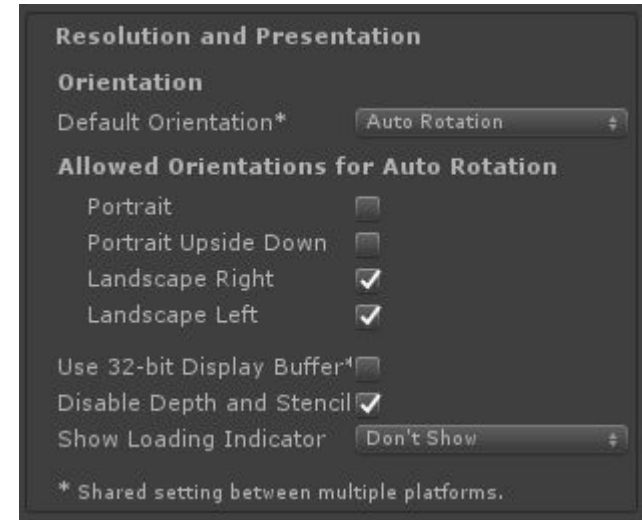 Resolution and Presentation
Orientation
Default Orientation* Auto Rotation
Allowed Orientations for Auto Rotation
Portrait
Portrait Upside Down
Landscape Right
Landscape Left
Use 32-bit Display Buffer*
Disable Depth and Stencil
Show Loading Indicator Don't Show
* Shared setting between multiple platforms.